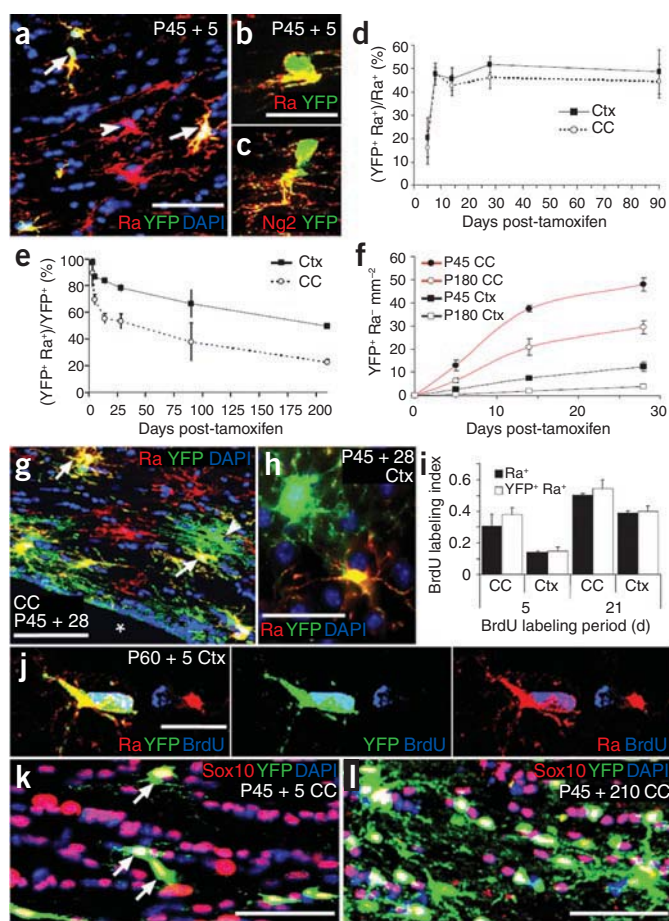 a P45 + 5
Ra YFP DAPI
b P45 + 5
Ra YFP
c
Ng2 YFP
d
(YFP+ Ra+)/Ra+ (%)
60
50
40
30
20
10
0
0 10 20 30 40 50 60 70 80 90
Days post-tamoxifen
Ctx
CC
e
(YFP+ Ra+)/YFP+ (%)
100
80
60
40
20
0
0 25 50 75 100 125 150 175 200
Days post-tamoxifen
Ctx
CC
f
YFP+ Ra− mm−2
60
50
40
30
20
10
0
0 10 20 30
Days post-tamoxifen
P45 CC
P180 CC
P45 Ctx
P180 Ctx
g Ra YFP DAPI
CC
P45 + 28
*
h P45 + 28
Ctx
Ra YFP DAPI
i
BrdU labeling index
0.6
0.4
0.2
0
Ra+
YFP+ Ra+
CC Ctx CC Ctx
5 21
BrdU labeling period (d)
j P60 + 5 Ctx
Ra YFP BrdU
YFP BrdU
Ra BrdU
k Sox10 YFP DAPI
P45 + 5 CC
l Sox10 YFP DAPI
P45 + 210 CC